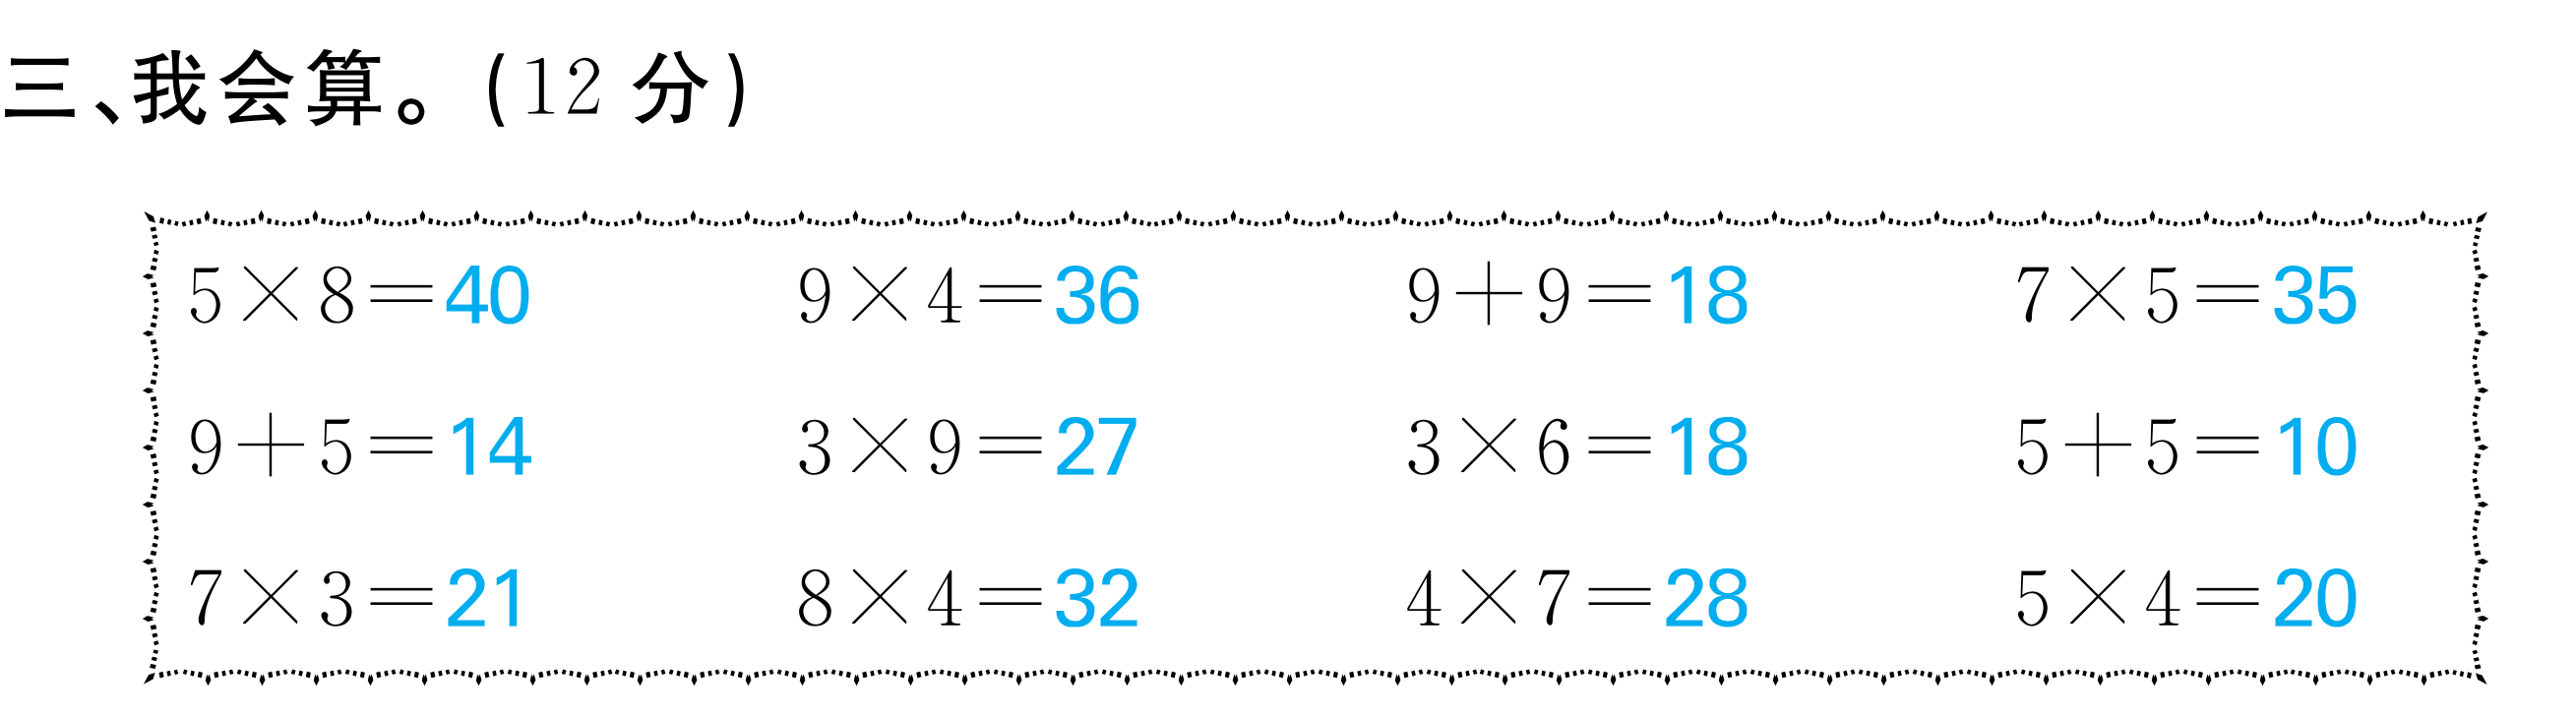 三、我会算。(12 分)
5×8=40 9×4=36 9+9=18 7×5=35
9+5=14 3×9=27 3×6=18 5+5=10
7×3=21 8×4=32 4×7=28 5×4=20